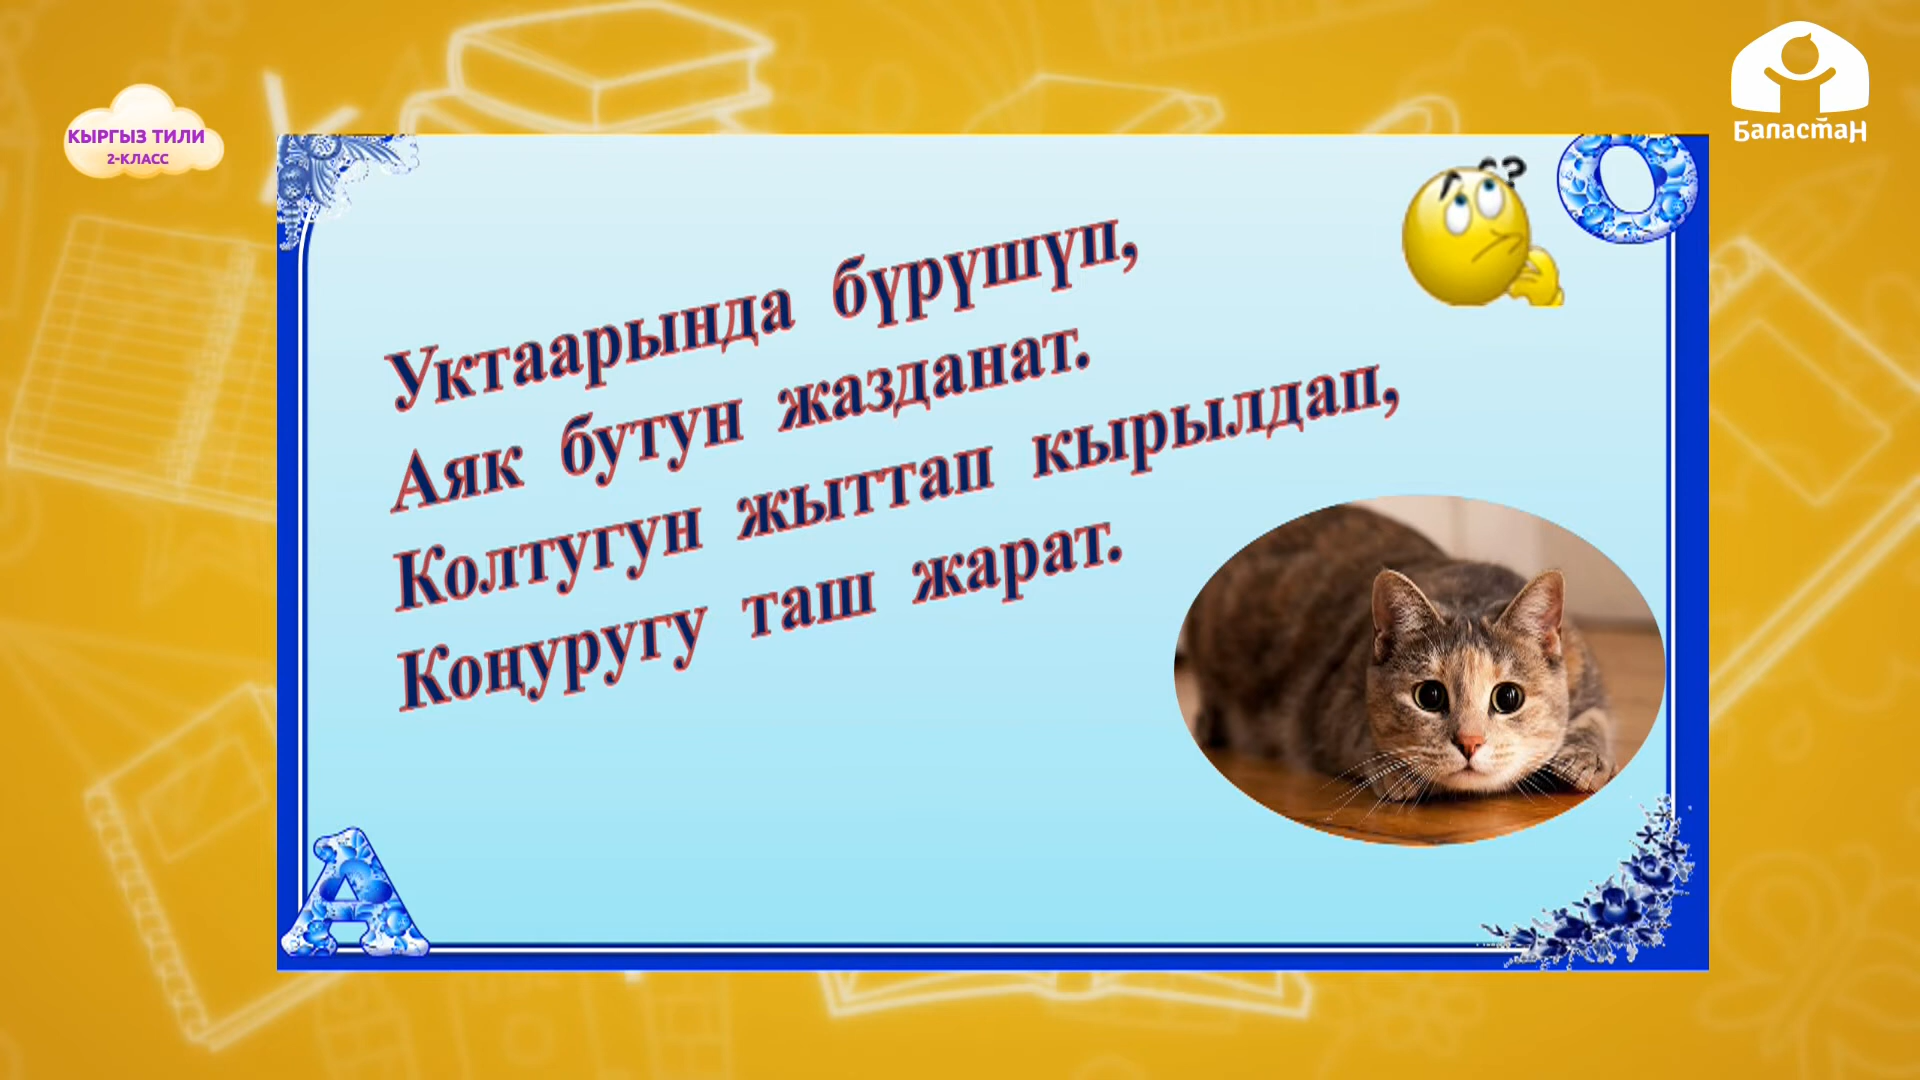 КЫРГЫЗ ТИЛИ
2-КЛАСС
Баластан
Уктаарында бүрүшүп,
Аяк бутун жазданат.
Колтугун жыттап кырылдап,
Коңуругу таш жарат.
??
О
А